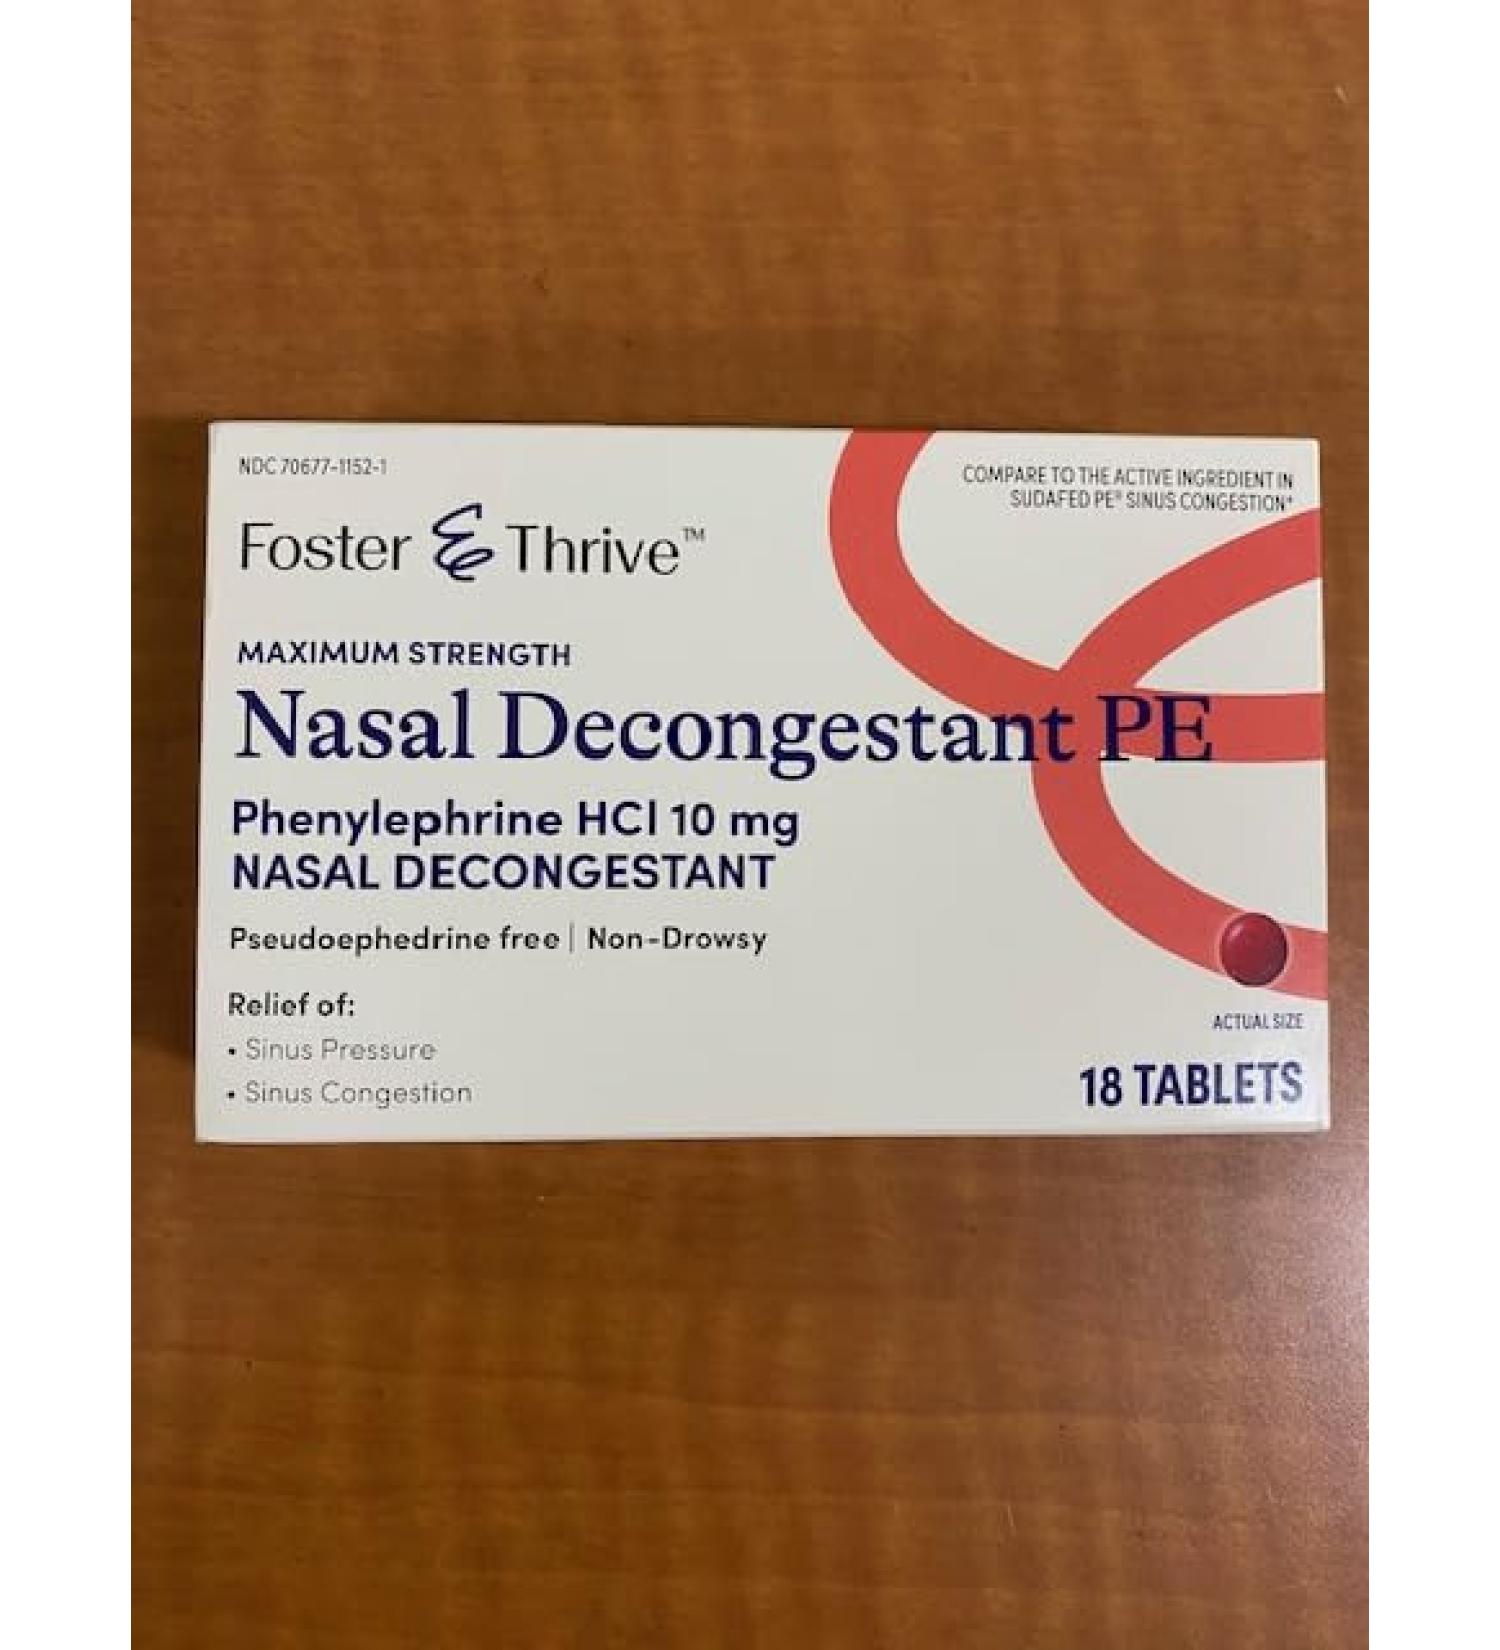 NDC 70677-1152-1
COMPARE TO THE ACTIVE INGREDIENT IN
SUDAFED PE® SINUS CONGESTION*
Foster & Thrive™
MAXIMUM STRENGTH
Nasal Decongestant PE
Phenylephrine HCl 10 mg
NASAL DECONGESTANT
Pseudoephedrine free | Non-Drowsy
Relief of:
• Sinus Pressure
• Sinus Congestion
ACTUAL SIZE
18 TABLETS